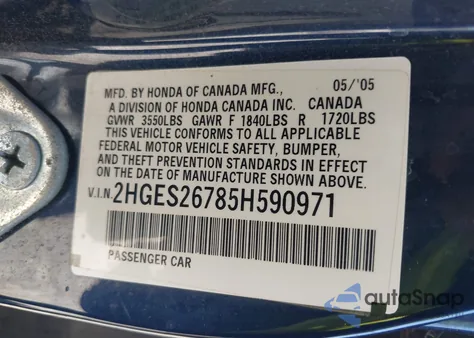 MFD. BY HONDA OF CANADA MFG., 05/'05
A DIVISION OF HONDA CANADA INC. CANADA
GVWR 3550LBS GAWR F 1840LBS R 1720LBS
THIS VEHICLE CONFORMS TO ALL APPLICABLE
FEDERAL MOTOR VEHICLE SAFETY, BUMPER,
AND THEFT PREVENTION STANDARDS IN EFFECT
ON THE DATE OF MANUFACTURE SHOWN ABOVE.
V.I.N. 2HGES26785H590971
PASSENGER CAR
autoSnap